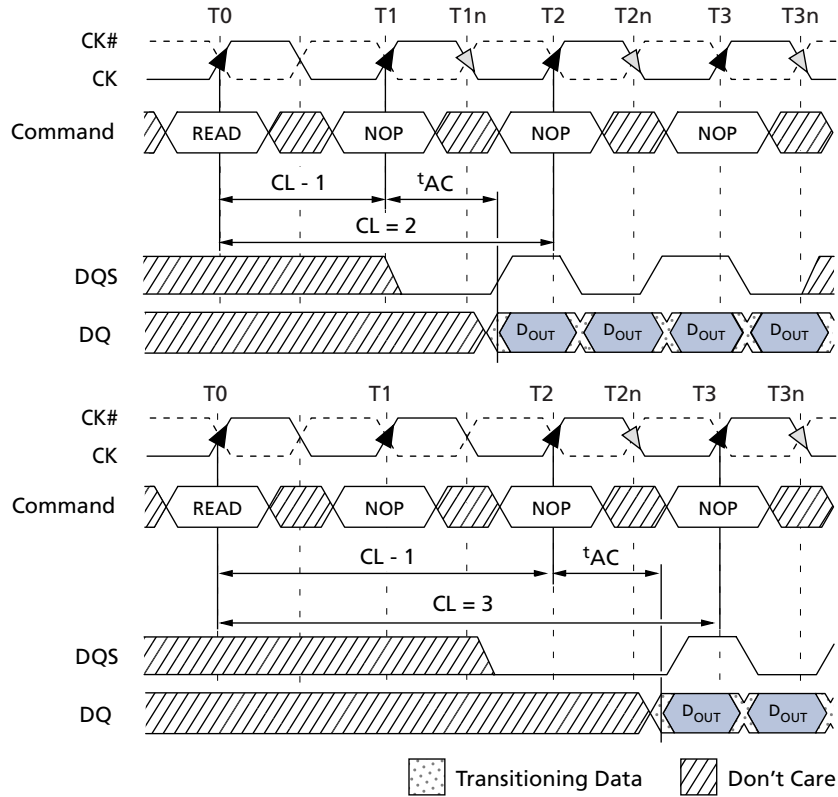 T0 T1 T1n T2 T2n T3 T3n
CK#
CK
Command READ NOP NOP NOP
CL - 1 tAC
CL = 2
DQS
DQ DOUT DOUT DOUT DOUT
T0 T1 T2 T2n T3 T3n
CK#
CK
Command READ NOP NOP NOP
CL - 1 tAC
CL = 3
DQS
DQ DOUT DOUT
Transitioning Data Don't Care